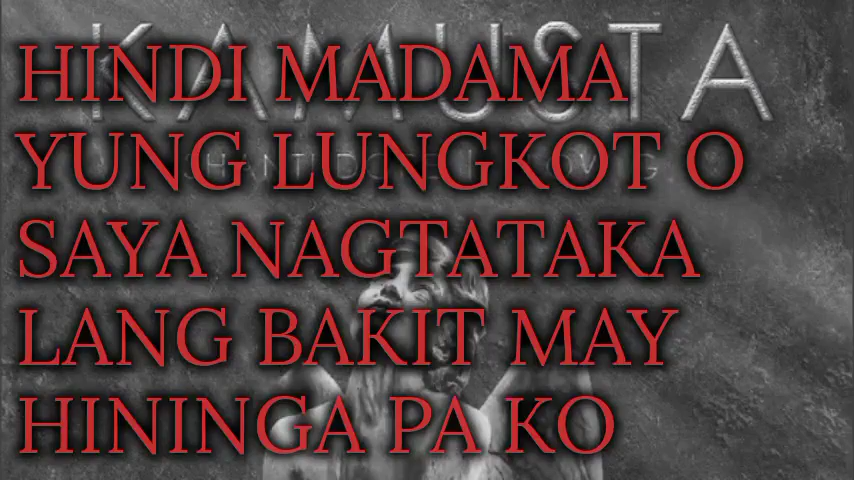 KAMUSTA
HINDI MADAMA
YUNG LUNGKOT O
SAYA NAGTATAKA
LANG BAKIT MAY
HININGA PA KO